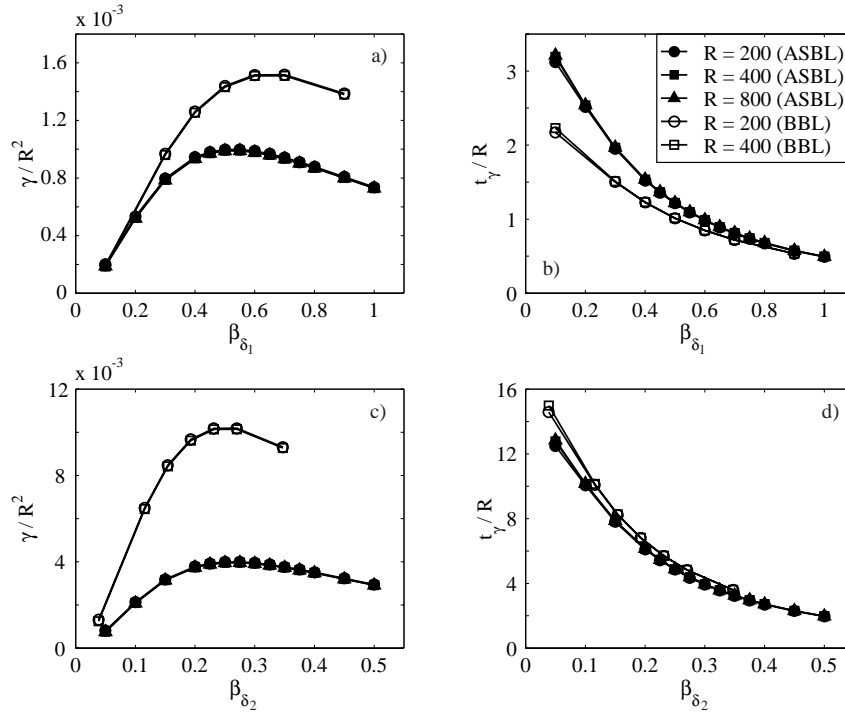 x 10⁻³
1.6
1.2
0.8
0.4
0
γ / R²
a)
0 0.2 0.4 0.6 0.8 1
β_δ₁
3
2
1
0
t_γ / R
R = 200 (ASBL)
R = 400 (ASBL)
R = 800 (ASBL)
R = 200 (BBL)
R = 400 (BBL)
b)
0 0.2 0.4 0.6 0.8 1
β_δ₁
x 10⁻³
12
8
4
0
γ / R²
c)
0 0.1 0.2 0.3 0.4 0.5
β_δ₂
16
12
8
4
0
t_γ / R
d)
0 0.1 0.2 0.3 0.4 0.5
β_δ₂